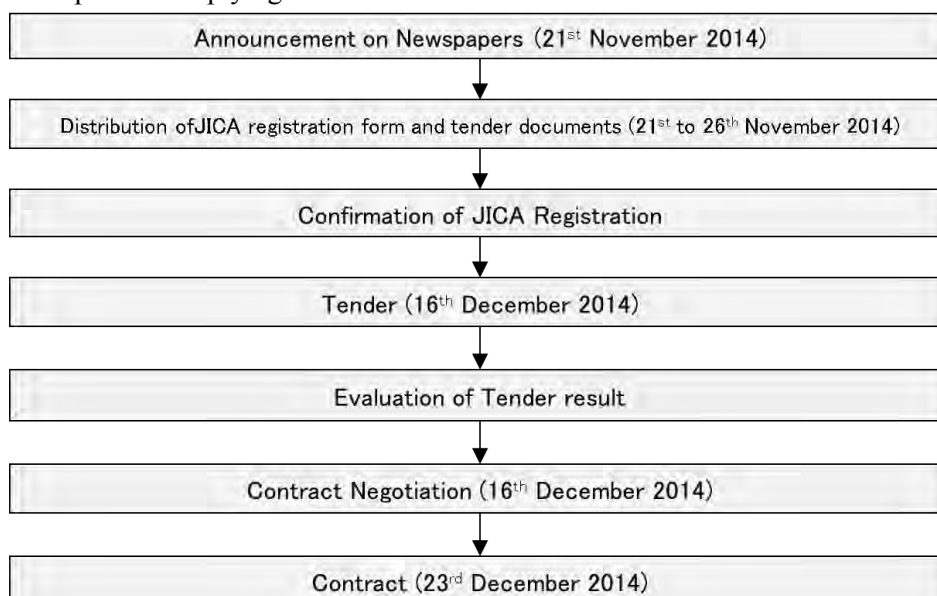 Announcement on Newspapers (21st November 2014)
Distribution ofJICA registration form and tender documents (21st to 26th November 2014)
Confirmation of JICA Registration
Tender (16th December 2014)
Evaluation of Tender result
Contract Negotiation (16th December 2014)
Contract (23rd December 2014)